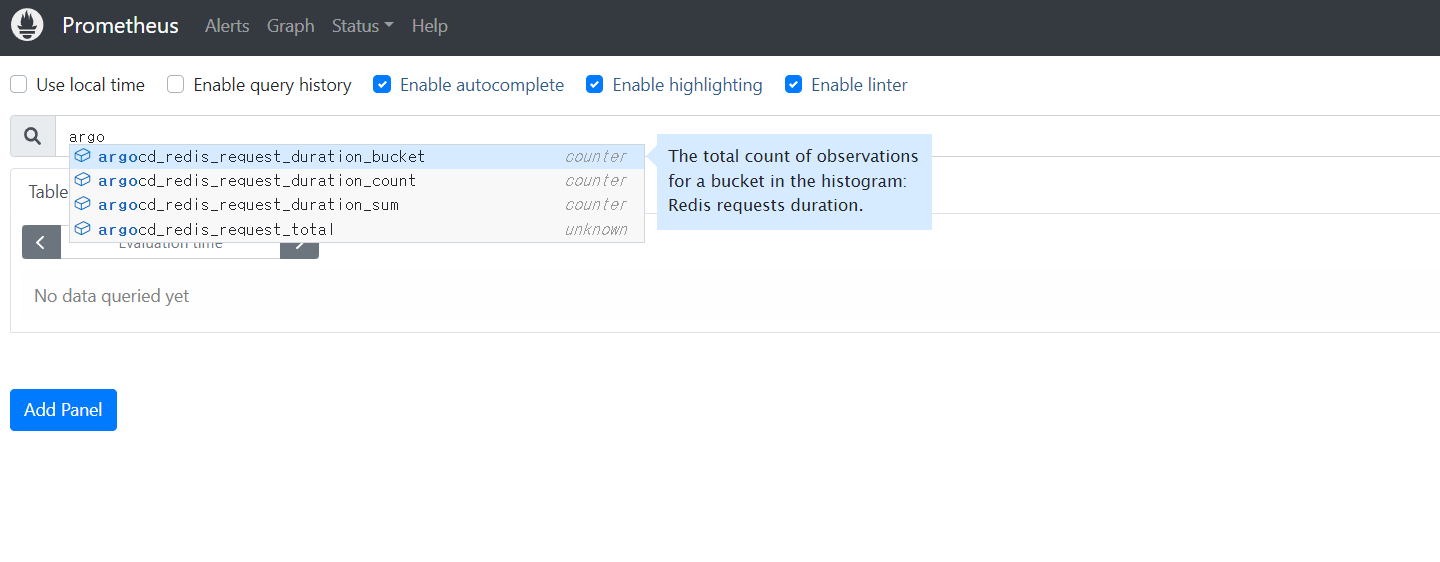 Prometheus Alerts Graph Status Help
Use local time Enable query history Enable autocomplete Enable highlighting Enable linter
argo
argocd_redis_request_duration_bucket counter
argocd_redis_request_duration_count counter
argocd_redis_request_duration_sum counter
argocd_redis_request_total unknown
The total count of observations
for a bucket in the histogram:
Redis requests duration.
Table
Evaluation time
No data queried yet
Add Panel